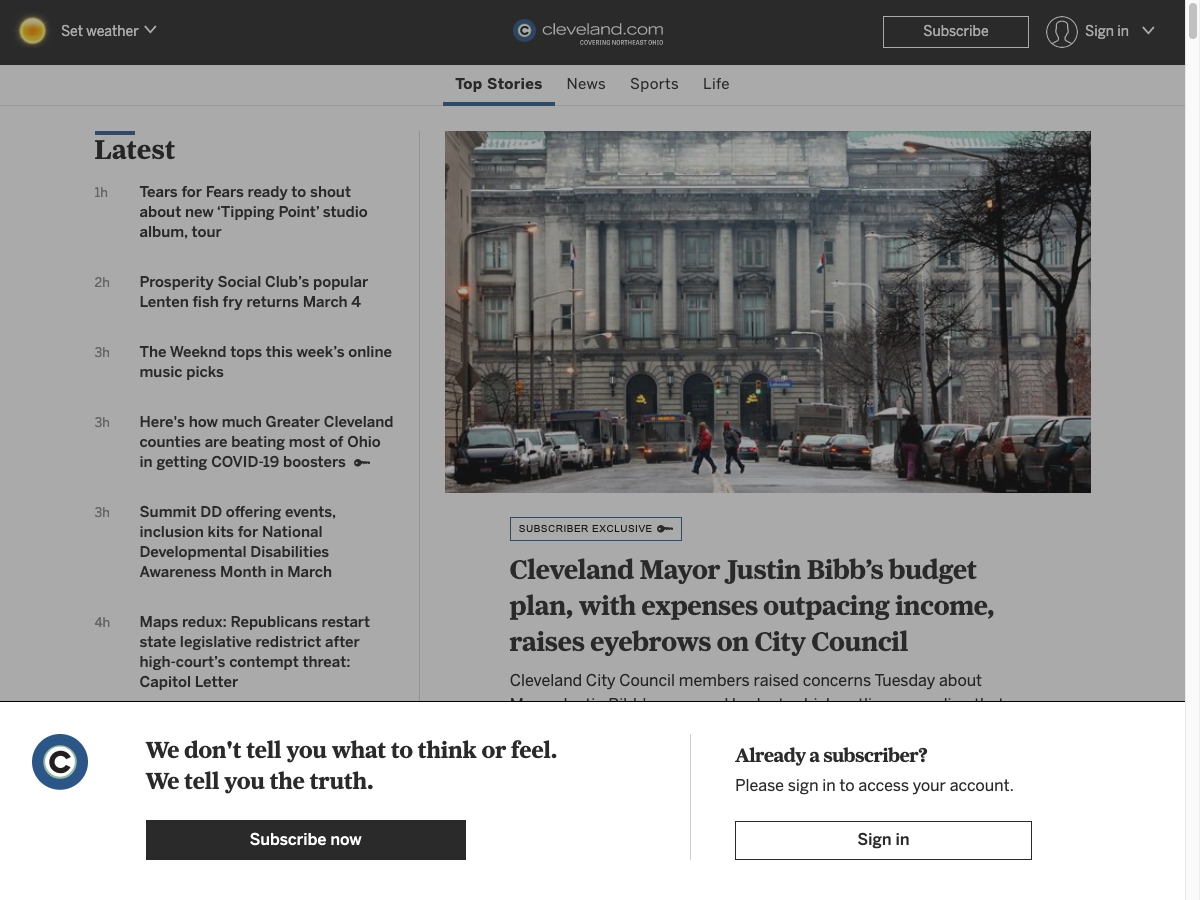 Set weather
cleveland.com
COVERING NORTHEAST OHIO
Subscribe
Sign in
Top Stories
News
Sports
Life
Latest
1h
Tears for Fears ready to shout
about new ‘Tipping Point’ studio
album, tour
2h
Prosperity Social Club’s popular
Lenten fish fry returns March 4
3h
The Weeknd tops this week’s online
music picks
3h
Here's how much Greater Cleveland
counties are beating most of Ohio
in getting COVID-19 boosters
3h
Summit DD offering events,
inclusion kits for National
Developmental Disabilities
Awareness Month in March
4h
Maps redux: Republicans restart
state legislative redistrict after
high-court’s contempt threat:
Capitol Letter
Lakeside
SUBSCRIBER EXCLUSIVE
Cleveland Mayor Justin Bibb’s budget
plan, with expenses outpacing income,
raises eyebrows on City Council
Cleveland City Council members raised concerns Tuesday about
C
We don't tell you what to think or feel.
We tell you the truth.
Subscribe now
Already a subscriber?
Please sign in to access your account.
Sign in